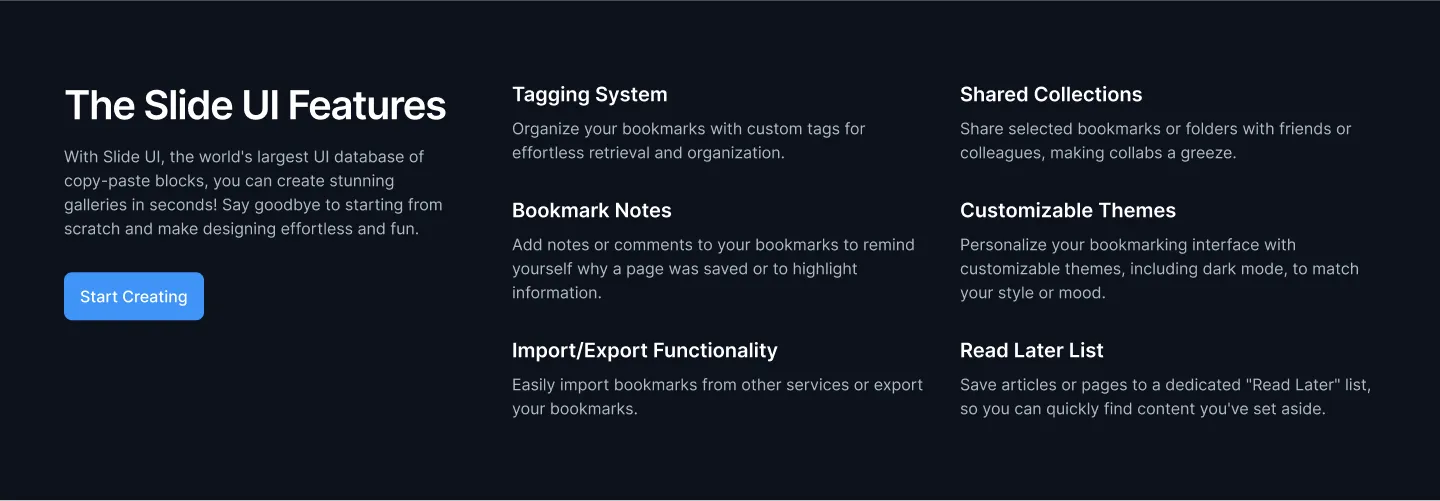 The Slide UI Features
With Slide UI, the world's largest UI database of
copy-paste blocks, you can create stunning
galleries in seconds! Say goodbye to starting from
scratch and make designing effortless and fun.
Start Creating
Tagging System
Organize your bookmarks with custom tags for
effortless retrieval and organization.
Shared Collections
Share selected bookmarks or folders with friends or
colleagues, making collabs a greeze.
Bookmark Notes
Add notes or comments to your bookmarks to remind
yourself why a page was saved or to highlight
information.
Customizable Themes
Personalize your bookmarking interface with
customizable themes, including dark mode, to match
your style or mood.
Import/Export Functionality
Easily import bookmarks from other services or export
your bookmarks.
Read Later List
Save articles or pages to a dedicated "Read Later" list,
so you can quickly find content you've set aside.